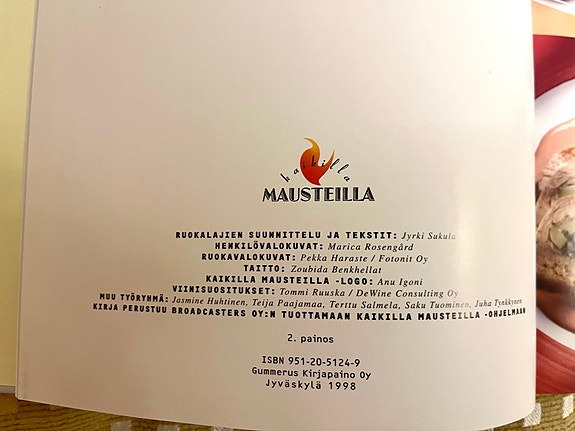 kaikilla
MAUSTEILLA
RUOKALAJIEN SUUNNITTELU JA TEKSTIT: Jyrki Sukula
HENKILÖVALOKUVAT: Marica Rosengård
RUOKAVALOKUVAT: Pekka Haraste / Fotonit Oy
TAITTO: Zoubida Benkhellat
KAIKILLA MAUSTEILLA -LOGO: Anu Igoni
VIINISUOSITUKSET: Tommi Ruuska / DeWine Consulting Oy
MUU TYÖRYHMÄ: Jasmine Huhtinen, Teija Paajamaa, Terttu Salmela, Saku Tuominen, Juha Tynkkynen
KIRJA PERUSTUU BROADCASTERS OY:N TUOTTAMAAN KAIKILLA MAUSTEILLA -OHJELMAAN
2. painos
ISBN 951-20-5124-9
Gummerus Kirjapaino Oy
Jyväskylä 1998